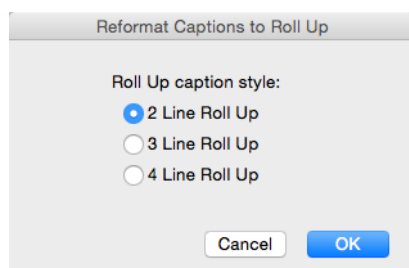 Reformat Captions to Roll Up
Roll Up caption style:
2 Line Roll Up
3 Line Roll Up
4 Line Roll Up
Cancel OK